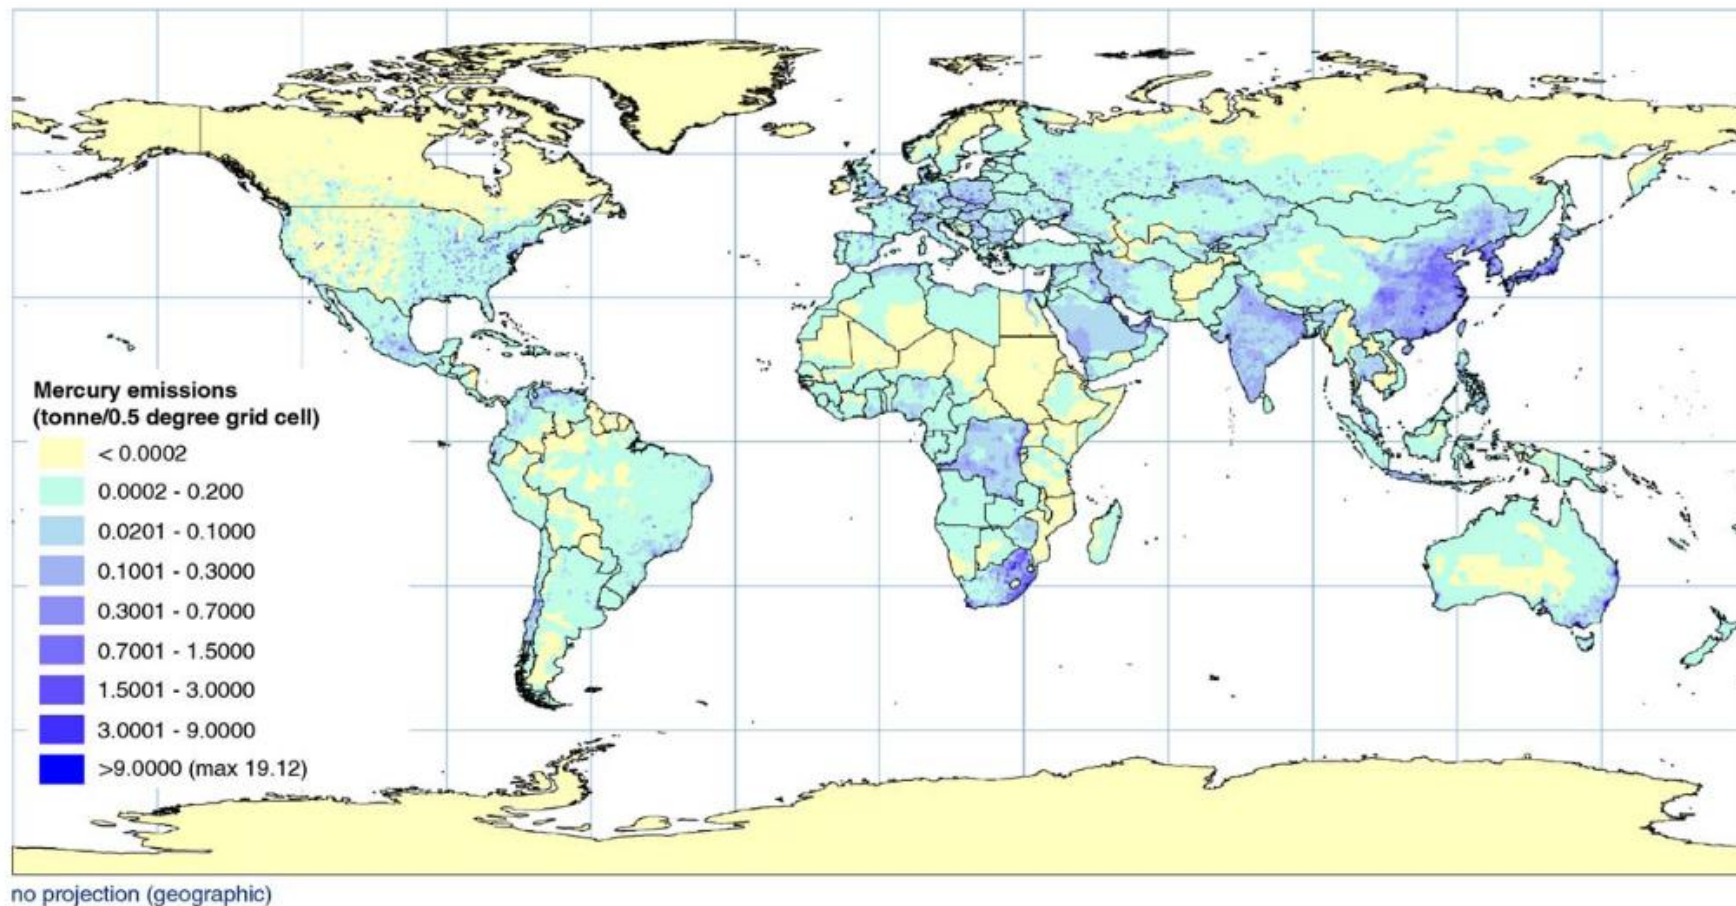 Mercury emissions
(tonne/0.5 degree grid cell)
< 0.0002
0.0002 - 0.200
0.0201 - 0.1000
0.1001 - 0.3000
0.3001 - 0.7000
0.7001 - 1.5000
1.5001 - 3.0000
3.0001 - 9.0000
>9.0000 (max 19.12)
no projection (geographic)